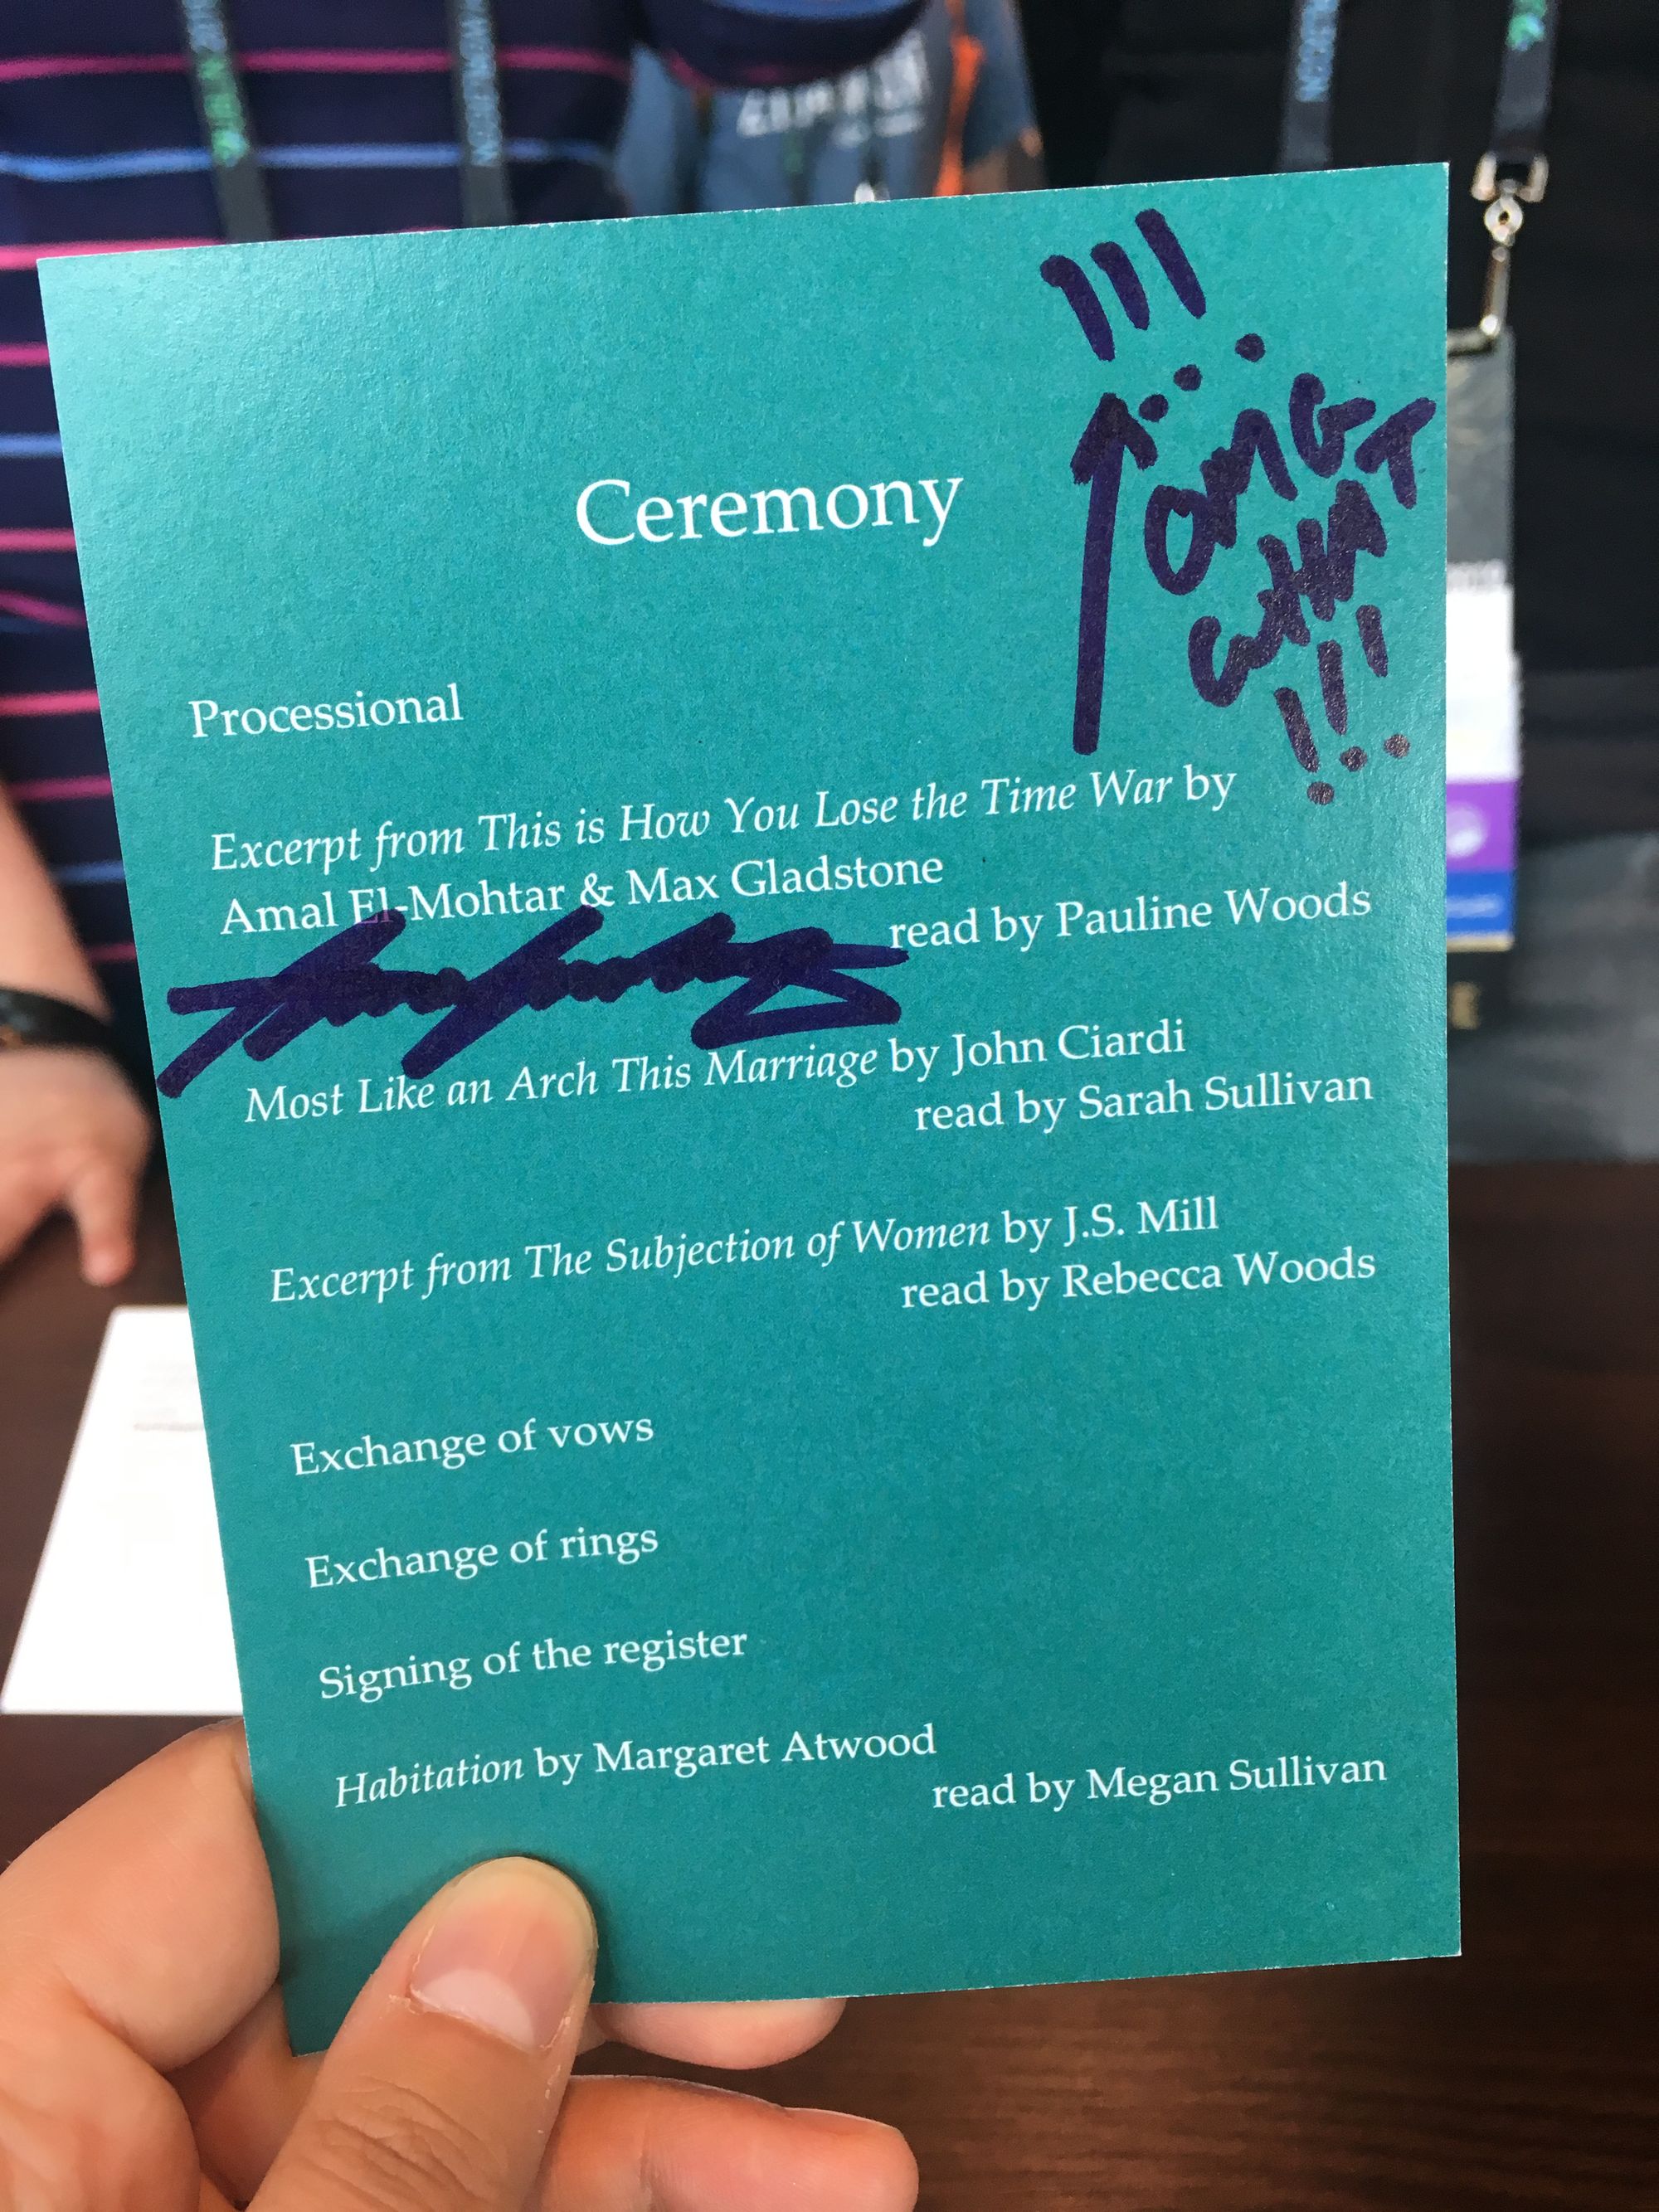 !!!
OMG
WHAT
!!!
Ceremony
Processional
Excerpt from This is How You Lose the Time War by
Amal El-Mohtar & Max Gladstone
read by Pauline Woods
Most Like an Arch This Marriage by John Ciardi
read by Sarah Sullivan
Excerpt from The Subjection of Women by J.S. Mill
read by Rebecca Woods
Exchange of vows
Exchange of rings
Signing of the register
Habitation by Margaret Atwood
read by Megan Sullivan